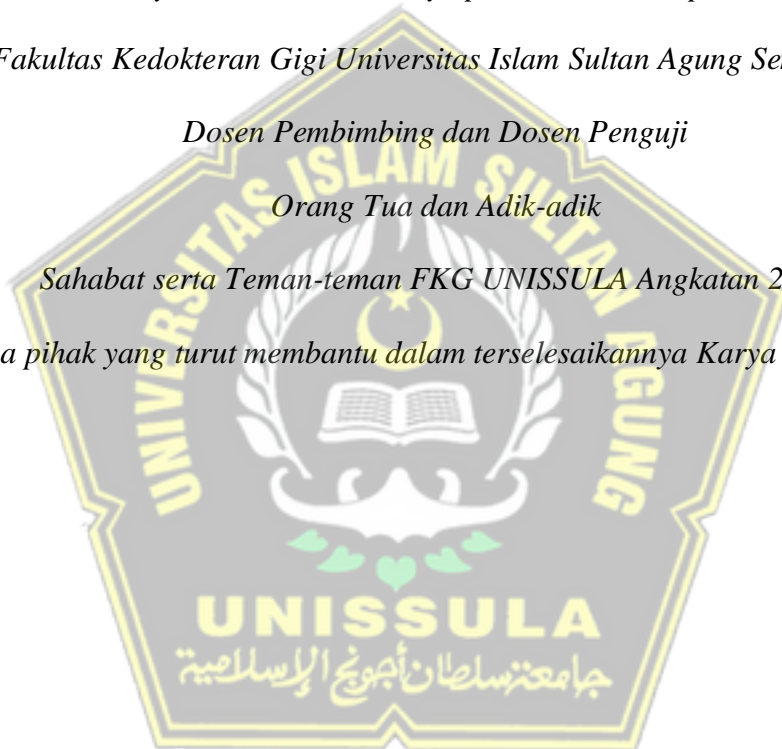 Fakultas Kedokteran Gigi Universitas Islam Sultan Agung
Dosen Pembimbing dan Dosen Penguji
Orang Tua dan Adik-adik
Sahabat serta Teman-teman FKG UNISSULA Angkatan
pihak yang turut membantu dalam terselesaikannya Karya
UNIVERSITAS ISLAM SULTAN AGUNG
UNISSULA
جامعة سلطان أجونج الإسلامية